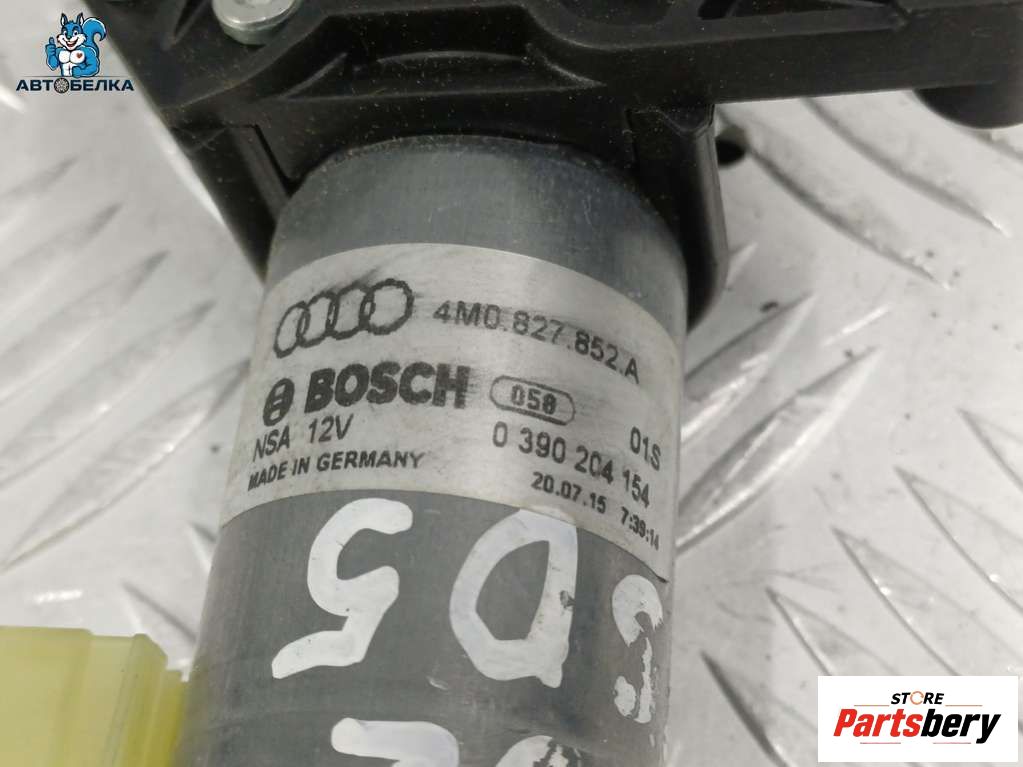 АВТОБЕЛКА
4M0.827.852.A
BOSCH 058 01S
NSA 12V 0 390 204 154
MADE IN GERMANY 20.07.15 7:39:14
D5
STORE
Partsbery